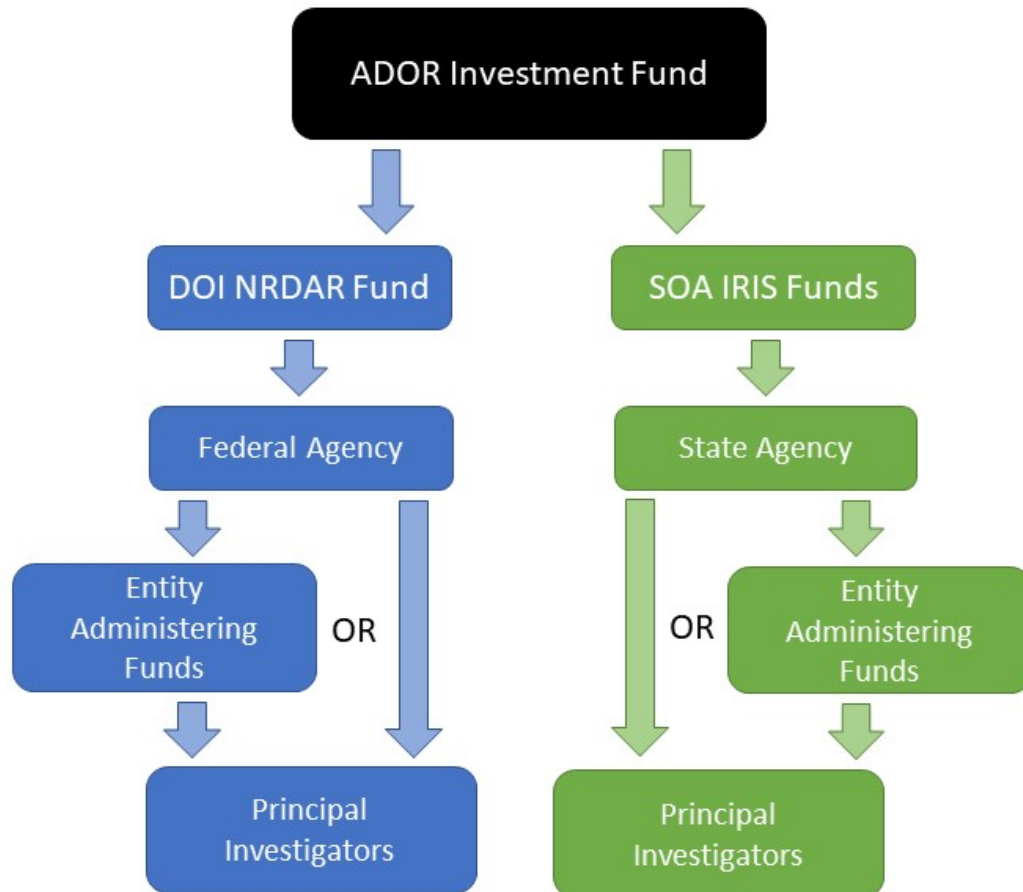 ADOR Investment Fund
DOI NRDAR Fund
SOA IRIS Funds
Federal Agency
State Agency
Entity
Administering
Funds
OR
OR
Entity
Administering
Funds
Principal
Investigators
Principal
Investigators